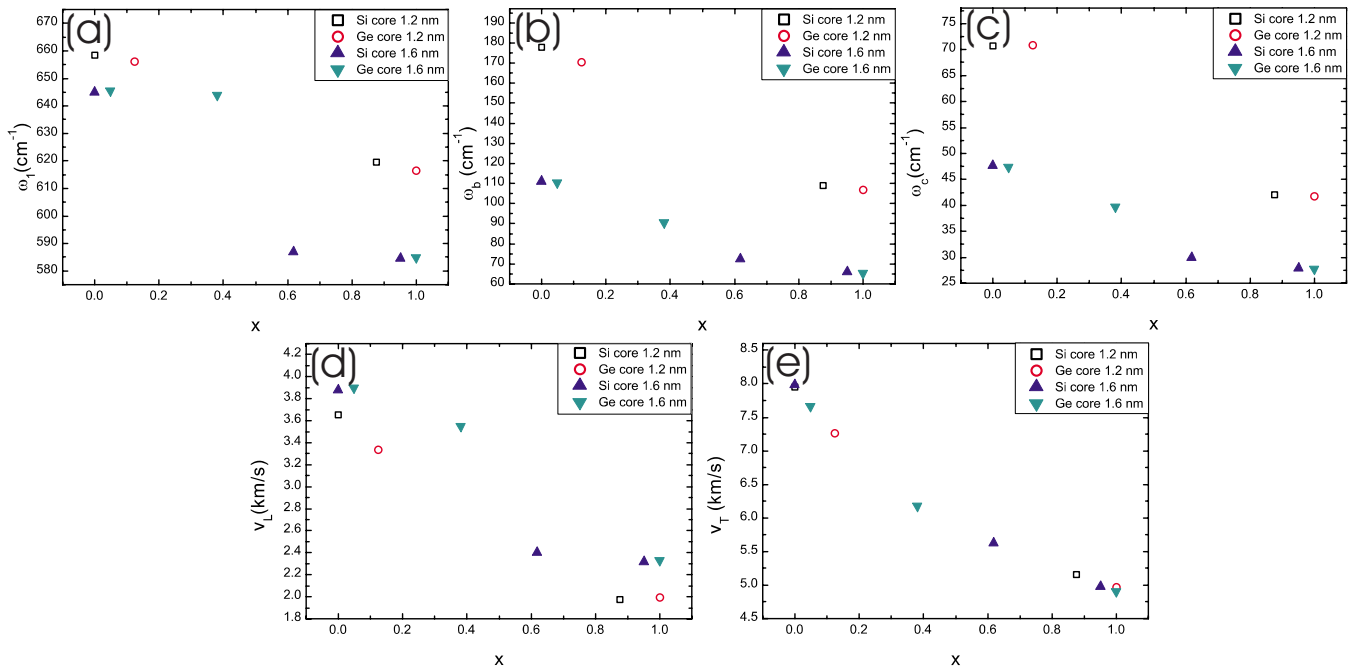 (a)
Si core 1.2 nm
Ge core 1.2 nm
Si core 1.6 nm
Ge core 1.6 nm
660
650
640
630
620
610
600
590
580
ω1(cm-1)
0.0 0.2 0.4 0.6 0.8 1.0
x
(b)
Si core 1.2 nm
Ge core 1.2 nm
Si core 1.6 nm
Ge core 1.6 nm
190
180
170
160
150
140
130
120
110
100
90
80
70
60
ωb (cm-1)
0.0 0.2 0.4 0.6 0.8 1.0
x
(c)
Si core 1.2 nm
Ge core 1.2 nm
Si core 1.6 nm
Ge core 1.6 nm
75
70
65
60
55
50
45
40
35
30
25
ωc(cm-1)
0.0 0.2 0.4 0.6 0.8 1.0
x
(d)
Si core 1.2 nm
Ge core 1.2 nm
Si core 1.6 nm
Ge core 1.6 nm
4.2
3.9
3.6
3.4
3.2
3.0
2.8
2.6
2.4
2.2
2.0
1.8
vL(km/s)
0.0 0.2 0.4 0.6 0.8 1.0
x
(e)
Si core 1.2 nm
Ge core 1.2 nm
Si core 1.6 nm
Ge core 1.6 nm
8.5
8.0
7.5
7.0
6.5
6.0
5.5
5.0
4.5
vT (km/s)
0.0 0.2 0.4 0.6 0.8 1.0
x